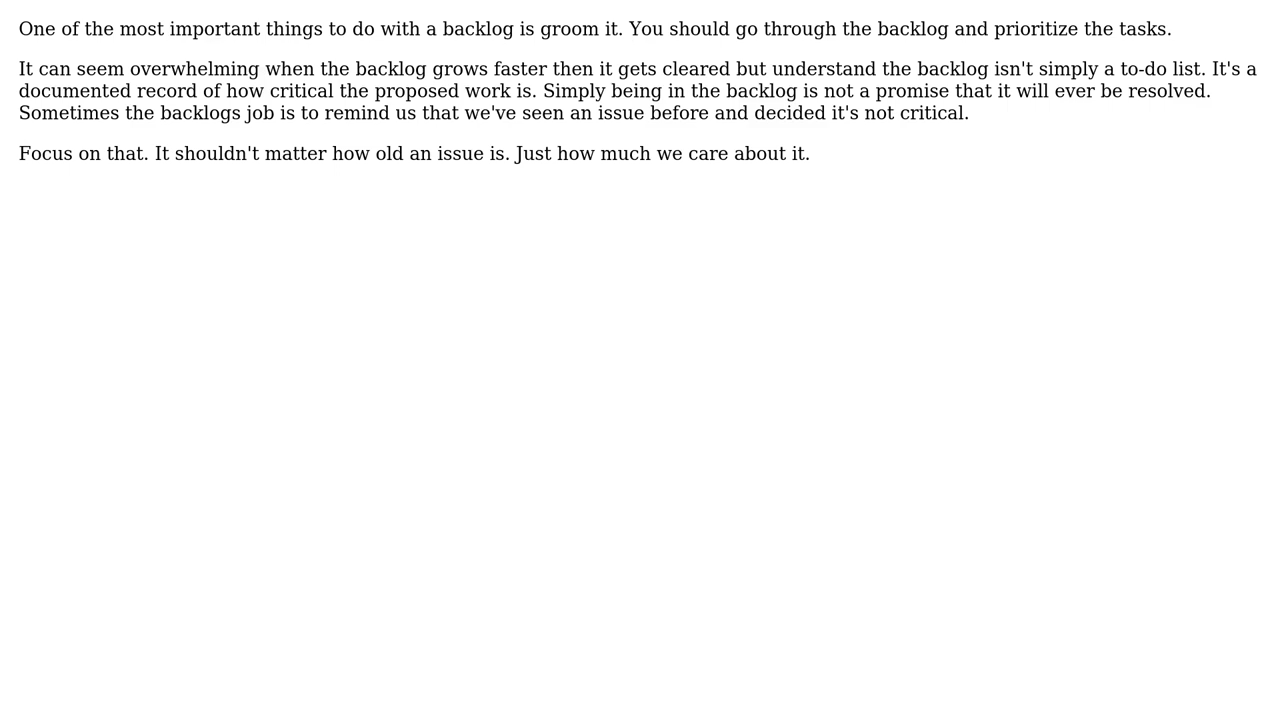 One of the most important things to do with a backlog is groom it. You should go through the backlog and prioritize the tasks.
It can seem overwhelming when the backlog grows faster then it gets cleared but understand the backlog isn't simply a to-do list. It's a
documented record of how critical the proposed work is. Simply being in the backlog is not a promise that it will ever be resolved.
Sometimes the backlogs job is to remind us that we've seen an issue before and decided it's not critical.
Focus on that. It shouldn't matter how old an issue is. Just how much we care about it.